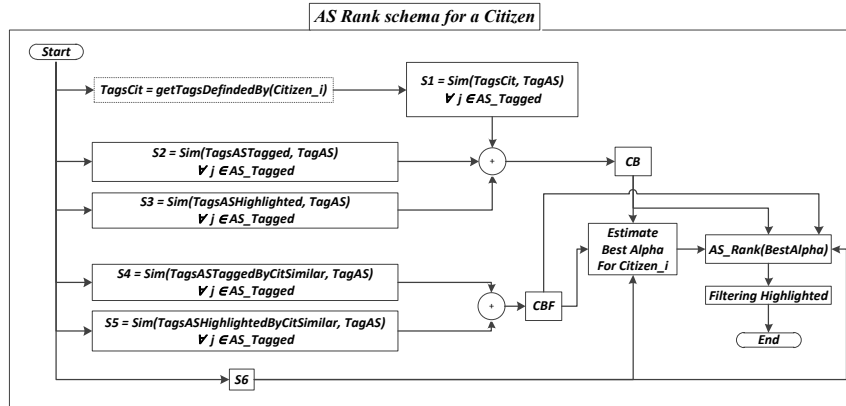 AS Rank schema for a Citizen
Start
TagsCit = getTagsDefindedBy(Citizen_i)
S1 = Sim(TagsCit, TagAS)
∀ j ∈ AS_Tagged
S2 = Sim(TagsASTagged, TagAS)
∀ j ∈ AS_Tagged
+
CB
S3 = Sim(TagsASHighlighted, TagAS)
∀ j ∈ AS_Tagged
Estimate
Best Alpha
For Citizen_i
AS_Rank(BestAlpha)
S4 = Sim(TagsASTaggedByCitSimilar, TagAS)
∀ j ∈ AS_Tagged
+
CBF
Filtering Highlighted
S5 = Sim(TagsASHighlightedByCitSimilar, TagAS)
∀ j ∈ AS_Tagged
End
S6